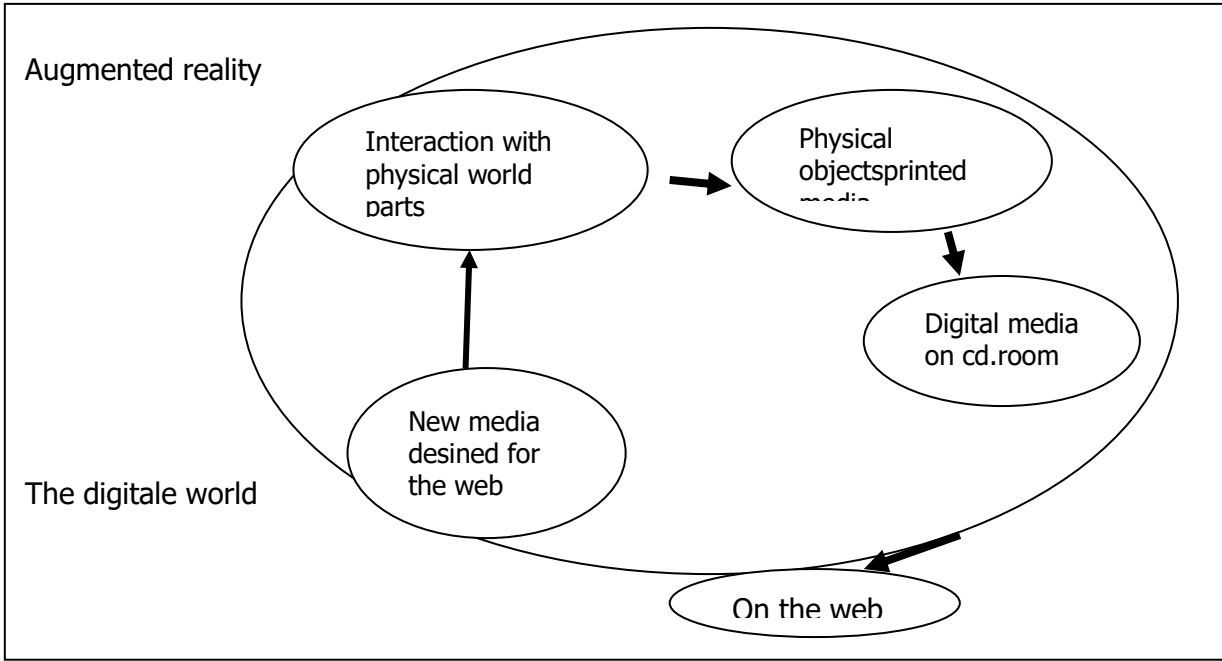 Augmented reality
Interaction with
physical world
parts
Physical
objectsprinted
media
Digital media
on cd.room
New media
desined for
the web
The digitale world
On the web